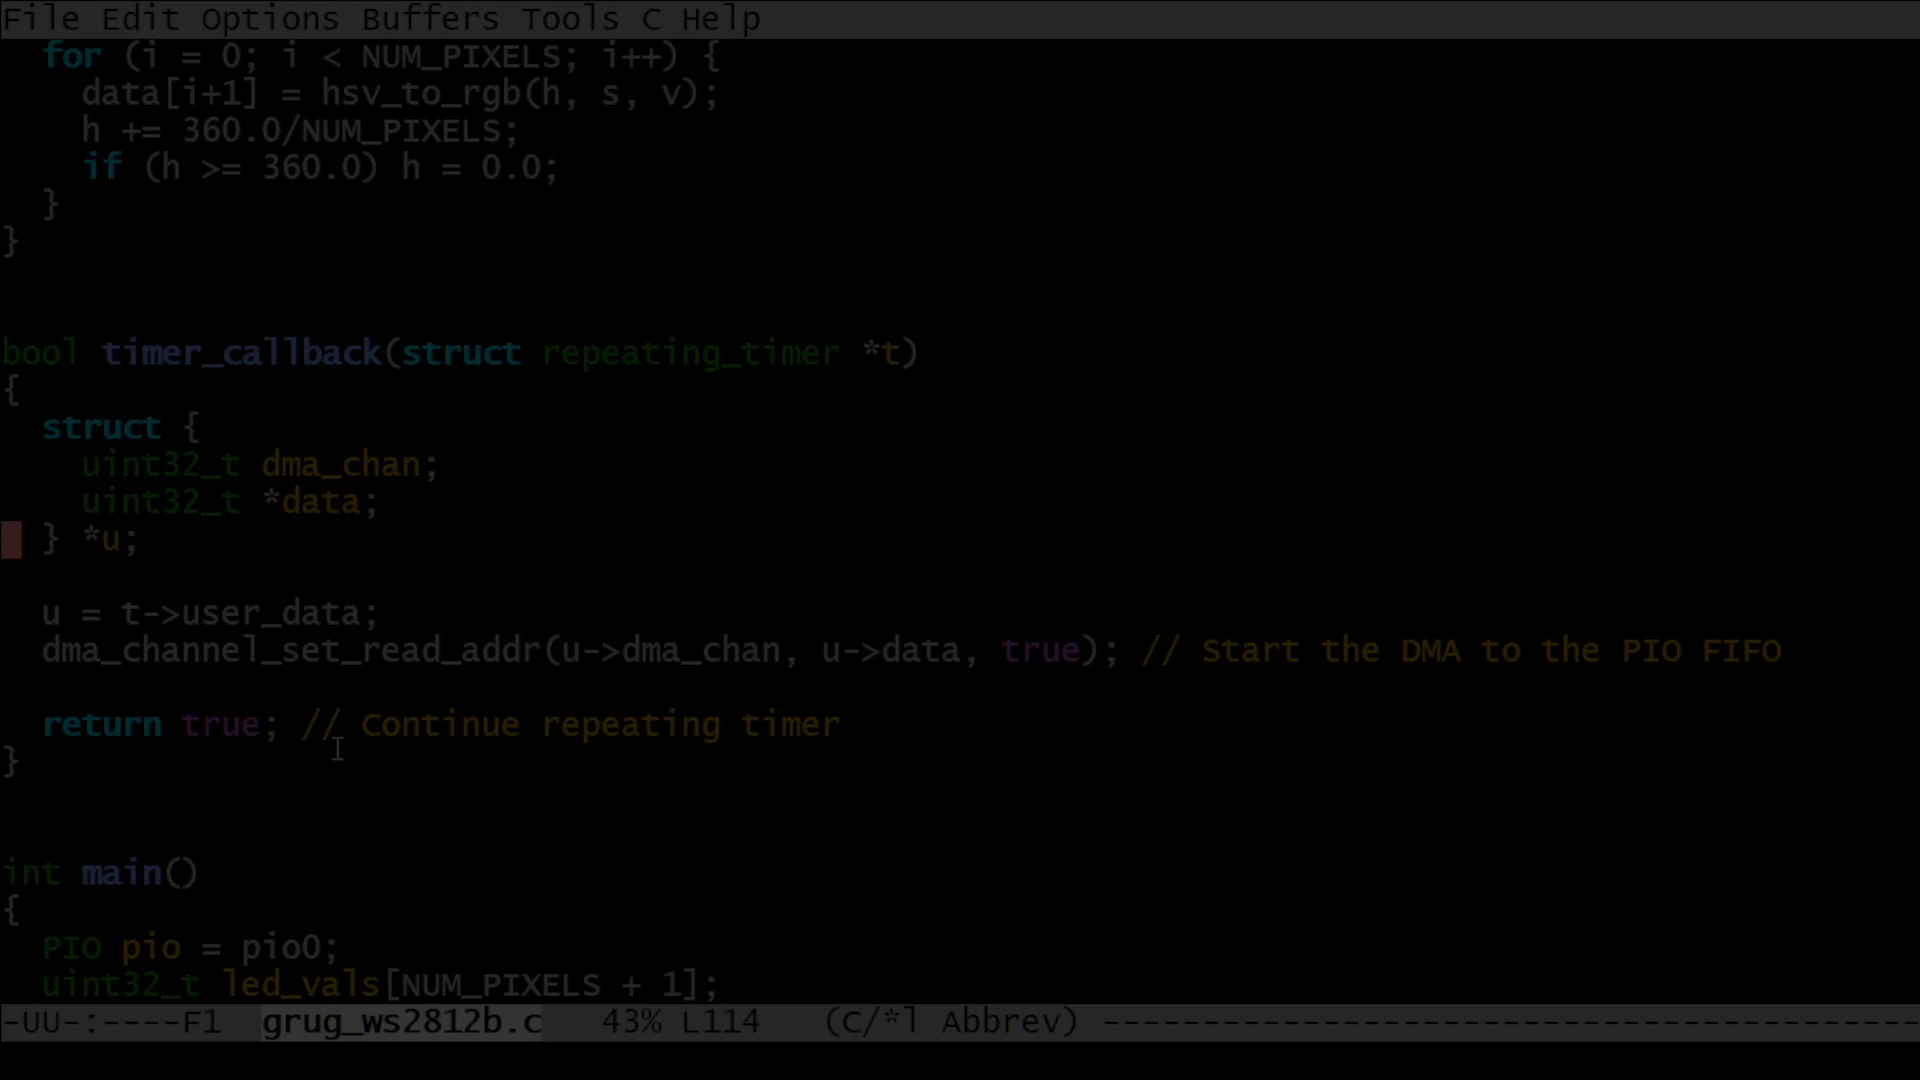 File Edit Options Buffers Tools C Help
for (i = 0; i < NUM_PIXELS; i++) {
data[i+1] = hsv_to_rgb(h, s, v);
h += 360.0/NUM_PIXELS;
if (h >= 360.0) h = 0.0;
}
}
bool timer_callback(struct repeating_timer *t)
{
struct {
uint32_t dma_chan;
uint32_t *data;
} *u;
u = t->user_data;
dma_channel_set_read_addr(u->dma_chan, u->data, true); // Start the DMA to the PIO FIFO
return true; // Continue repeating timer
}
int main()
{
PIO pio = pio0;
uint32_t led_vals[NUM_PIXELS + 1];
-UU-:----F1 grug_ws2812b.c 43% L114 (C/*l Abbrev) -----------------------------------------